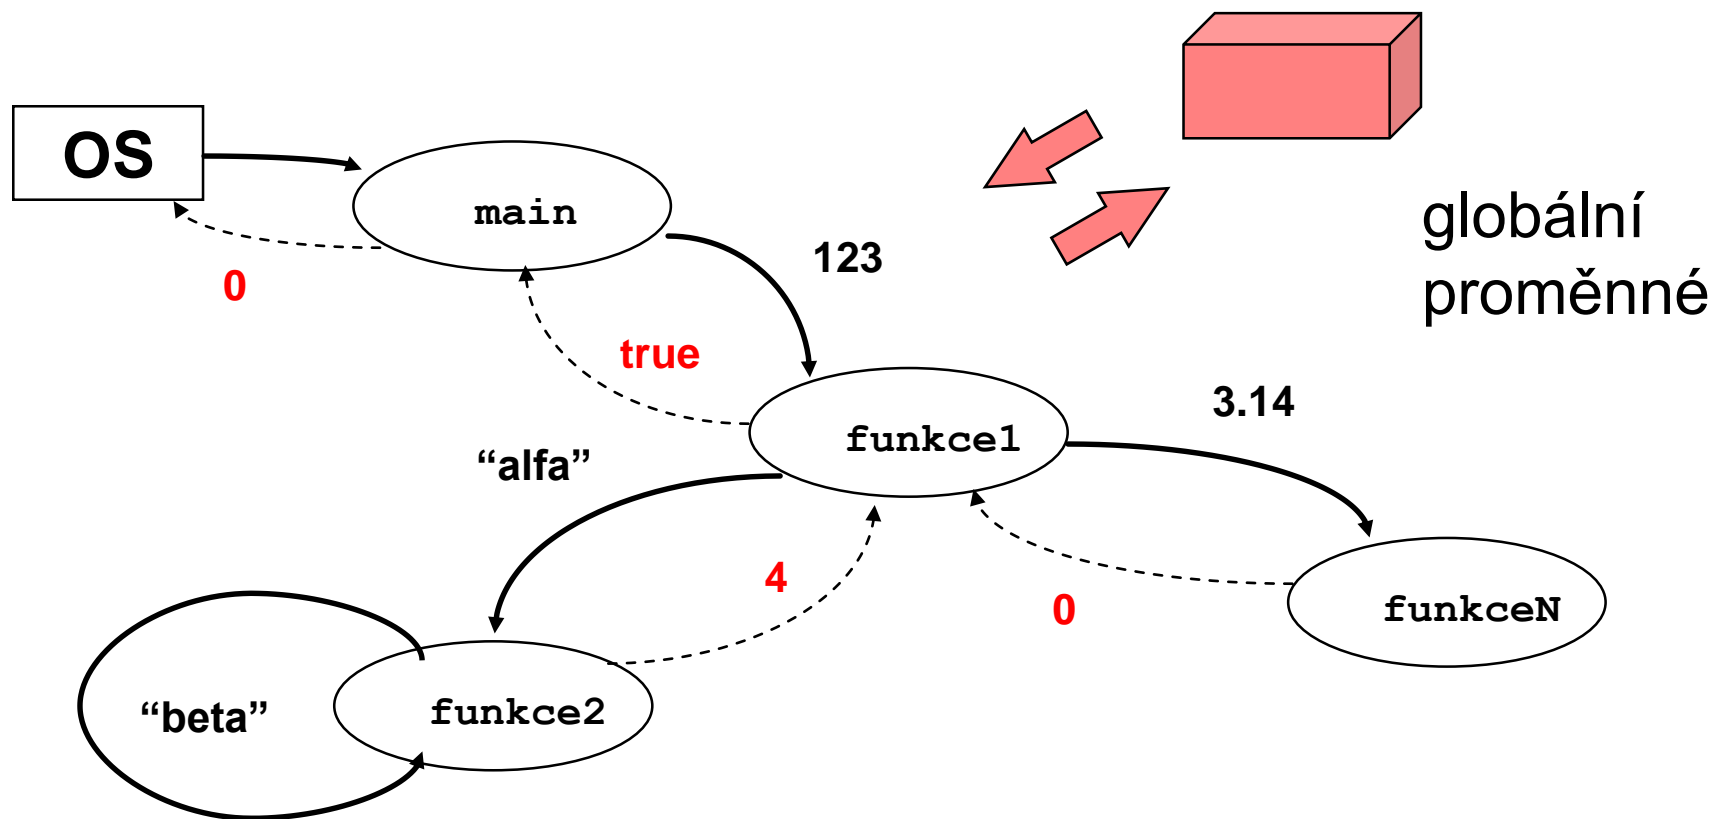 OS
main
0
123
globální
proměnné
true
funkce1
3.14
“alfa”
4
0
funkceN
“beta”
funkce2